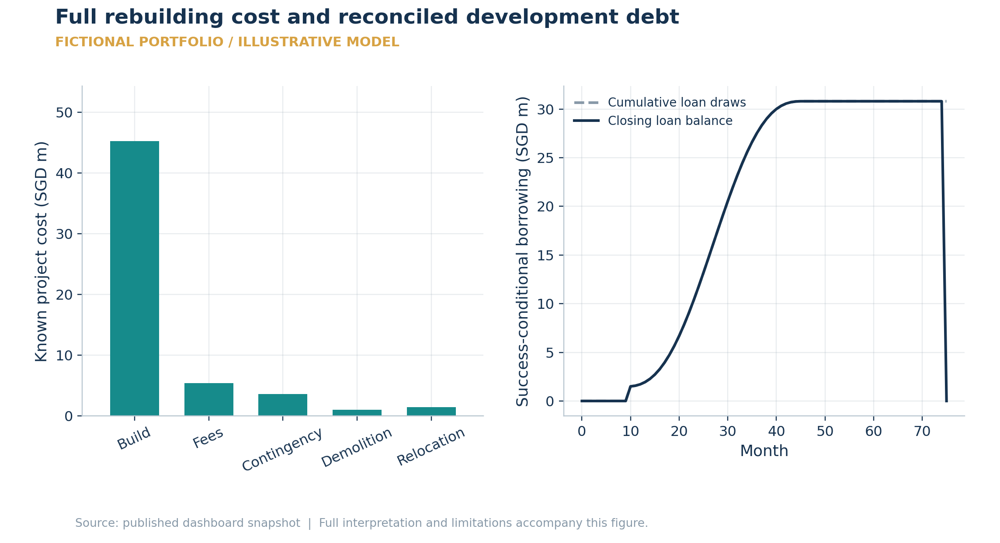 Full rebuilding cost and reconciled development debt
FICTIONAL PORTFOLIO / ILLUSTRATIVE MODEL
Known project cost (SGD m)
50
40
30
20
10
0
Build
Fees
Contingency
Demolition
Relocation
Success-conditional borrowing (SGD m)
30
25
20
15
10
5
0
Cumulative loan draws
Closing loan balance
0
10
20
30
40
50
60
70
Month
Source: published dashboard snapshot | Full interpretation and limitations accompany this figure.